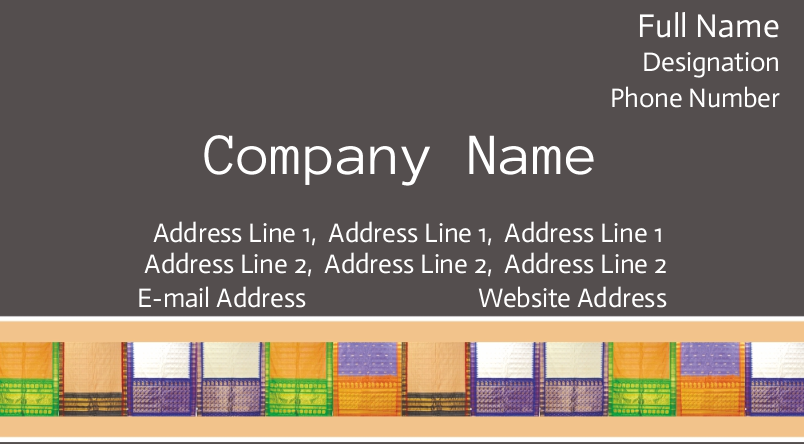 Full Name
Designation
Phone Number
Company Name
Address Line 1, Address Line 1, Address Line 1
Address Line 2, Address Line 2, Address Line 2
E-mail Address Website Address